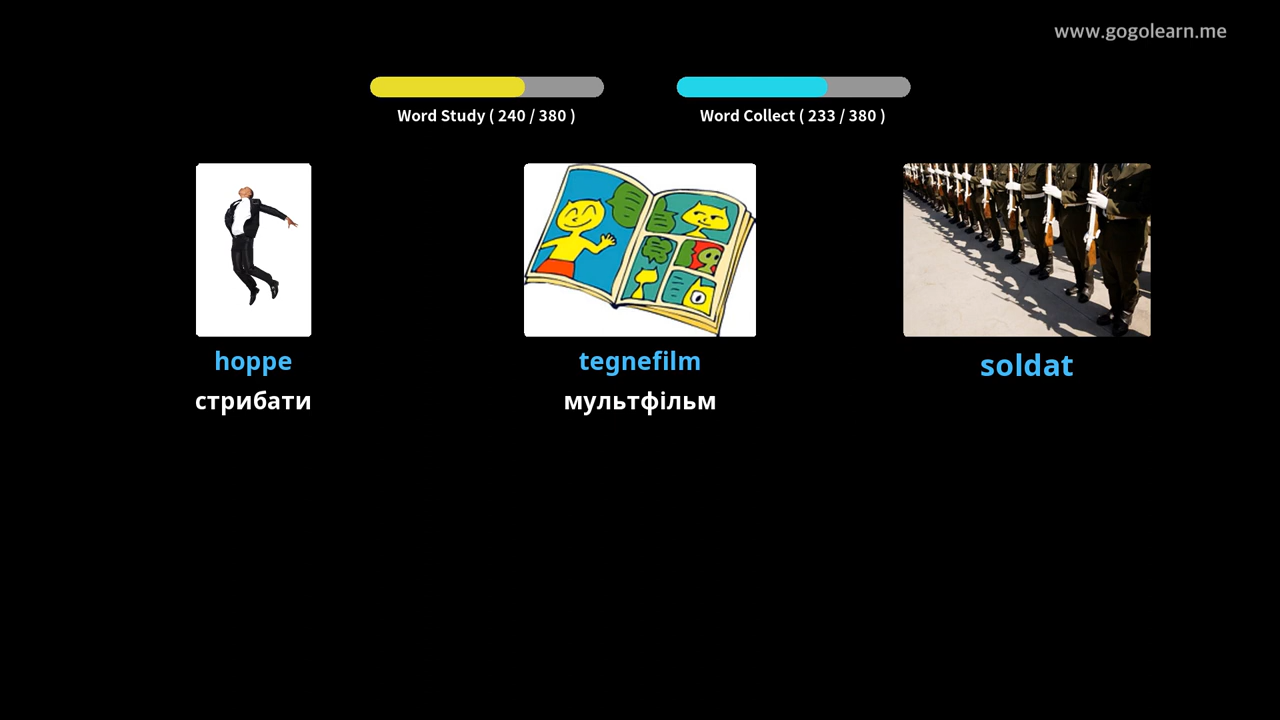 www.gogolearn.me
Word Study ( 240 / 380 )
Word Collect ( 233 / 380 )
hoppe
стрибати
tegnefilm
мультфільм
soldat